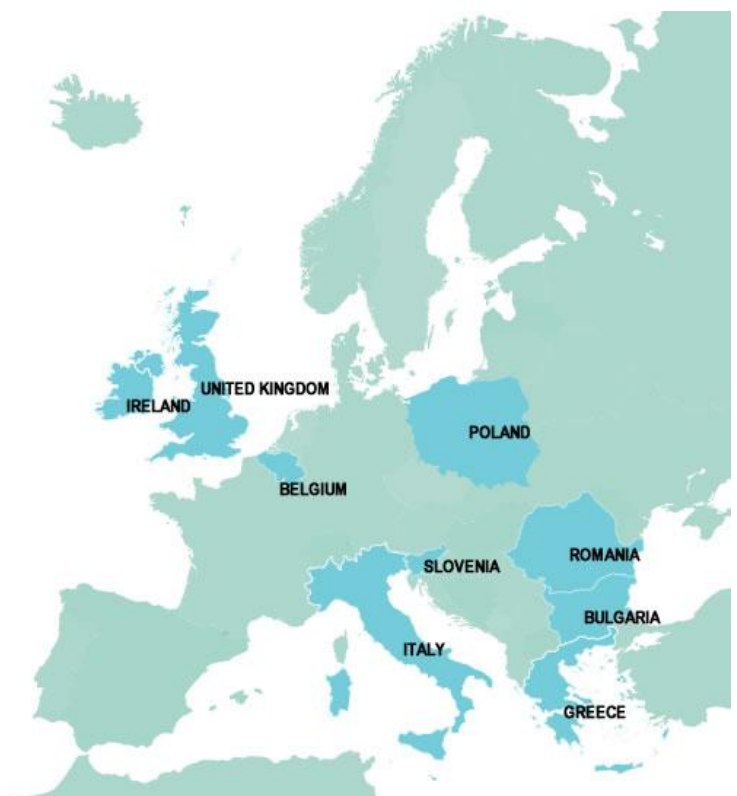 UNITED KINGDOM
IRELAND
POLAND
BELGIUM
ROMANIA
SLOVENIA
BULGARIA
ITALY
GREECE